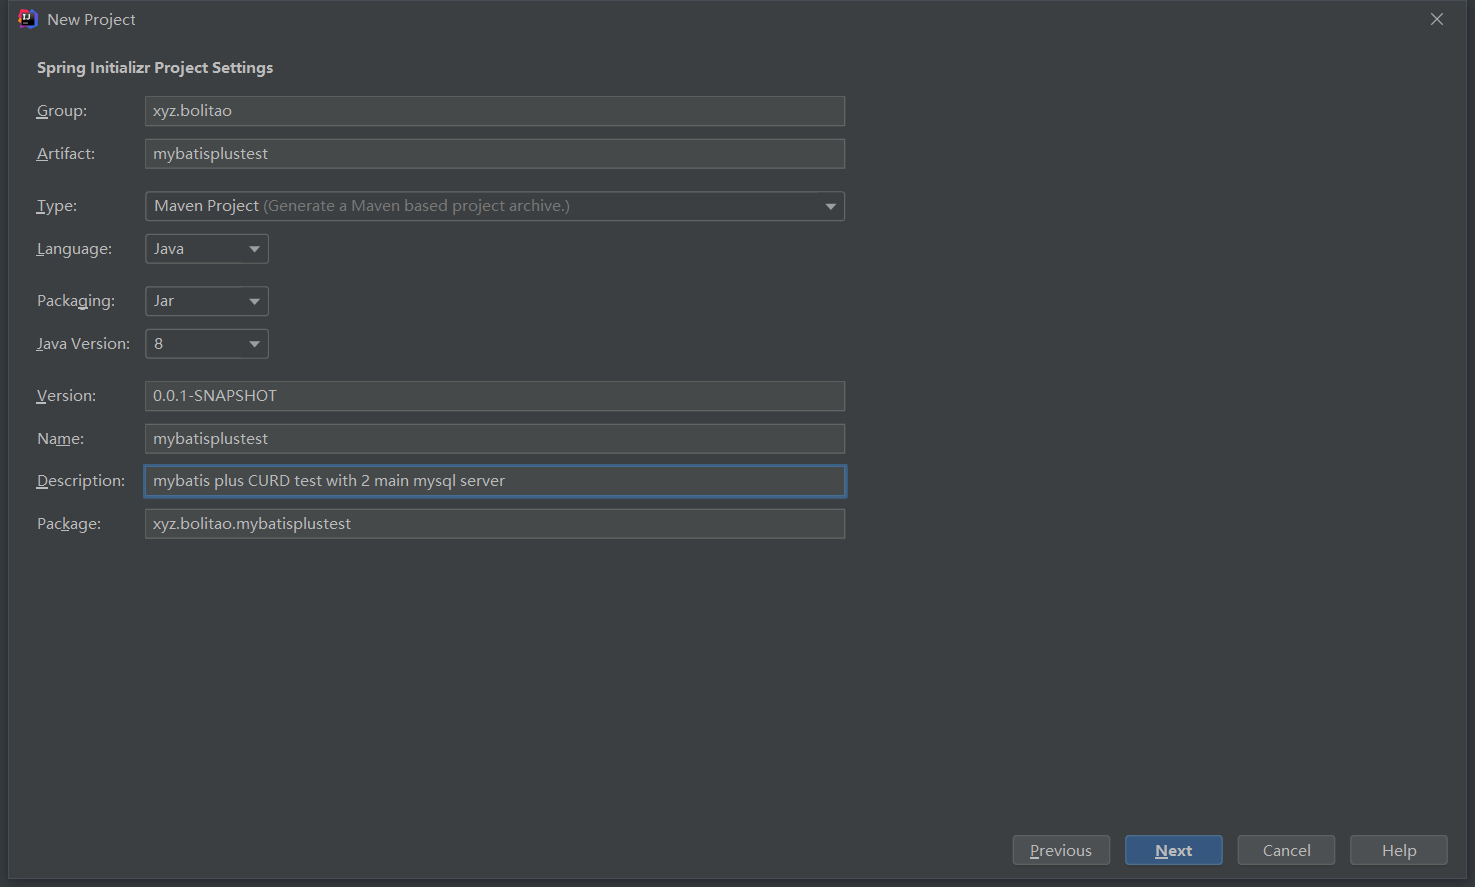 New Project
Spring Initializr Project Settings
Group: xyz.bolitao
Artifact: mybatisplustest
Type: Maven Project (Generate a Maven based project archive.)
Language: Java
Packaging: Jar
Java Version: 8
Version: 0.0.1-SNAPSHOT
Name: mybatisplustest
Description: mybatis plus CURD test with 2 main mysql server
Package: xyz.bolitao.mybatisplustest
Previous Next Cancel Help